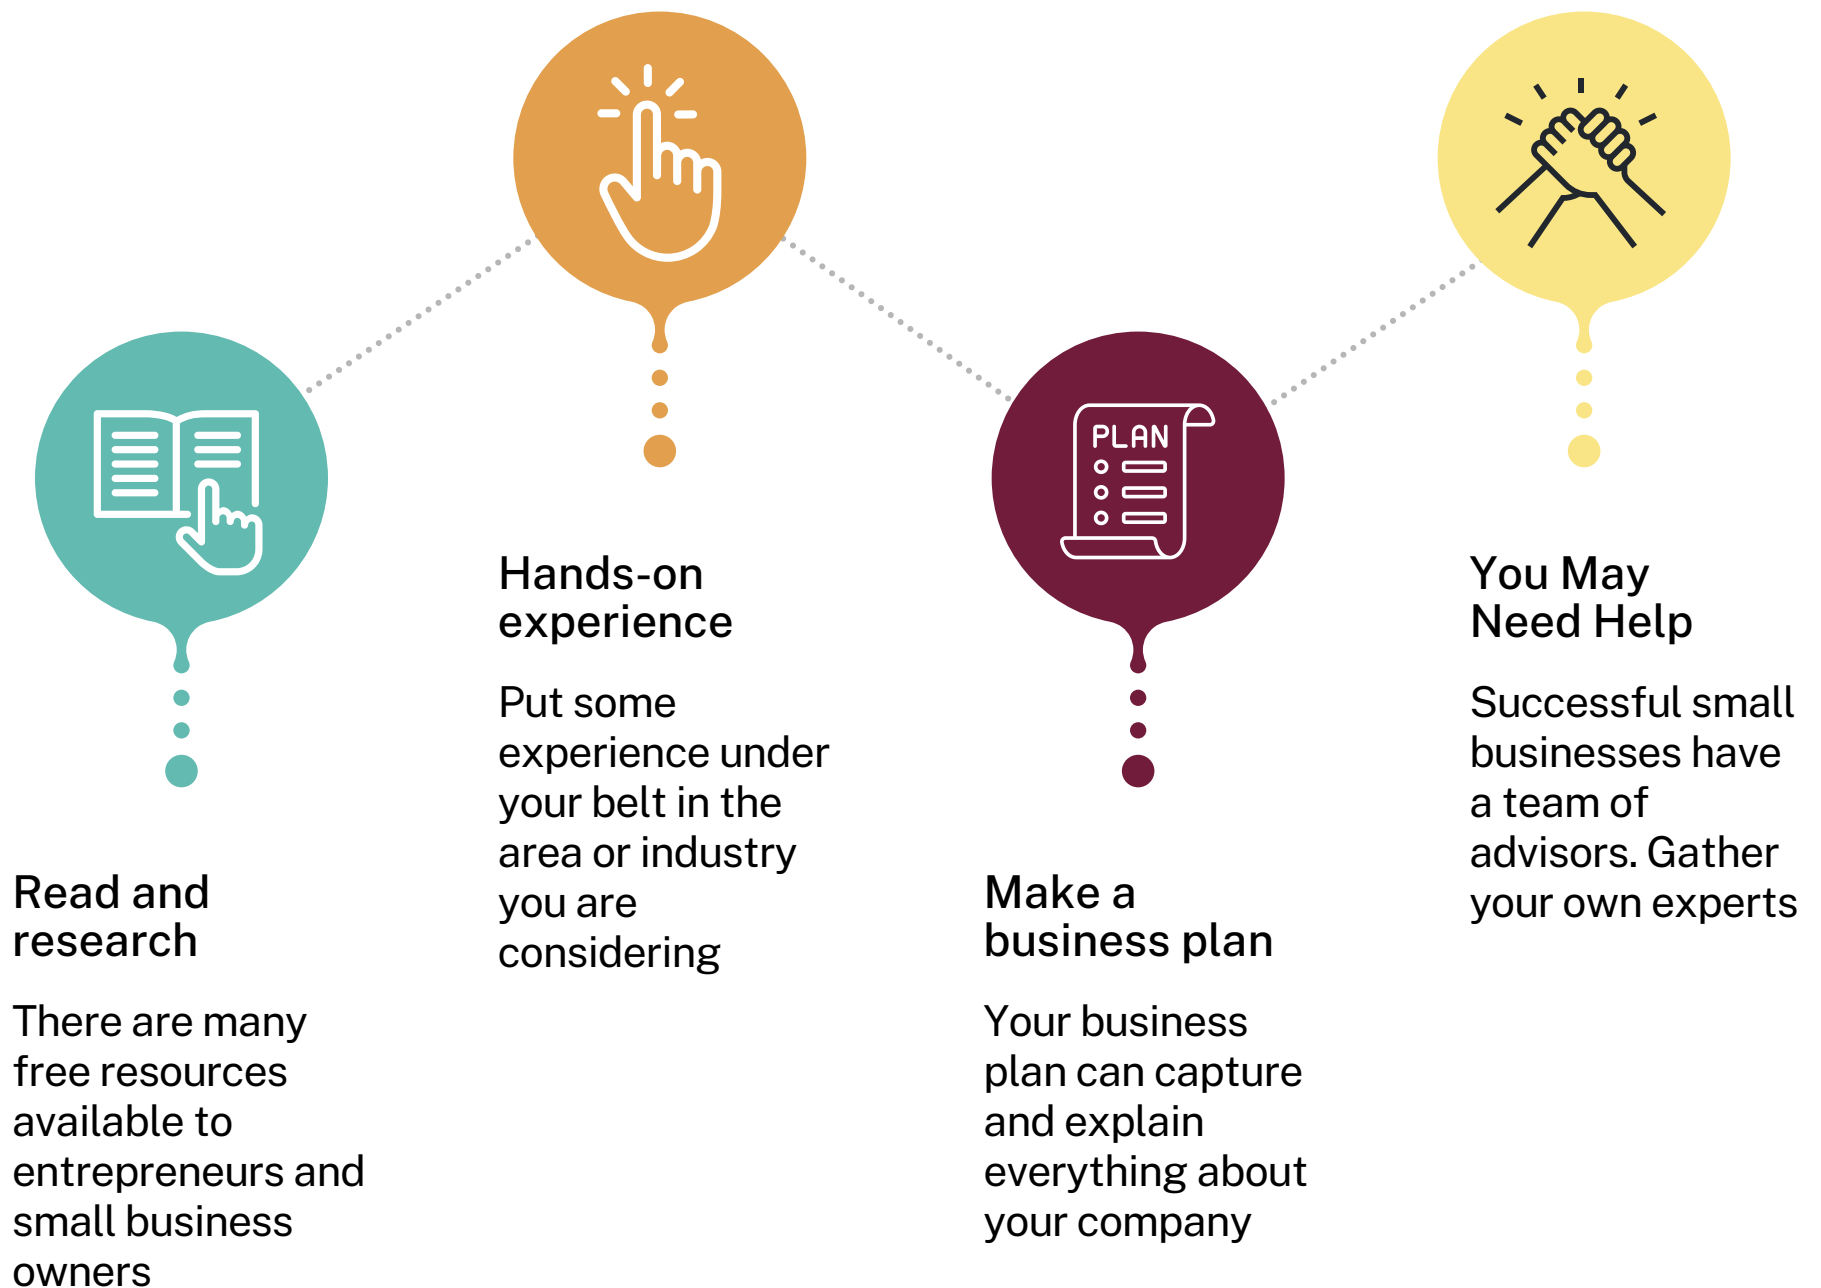 Read and
research
There are many
free resources
available to
entrepreneurs and
small business
owners
Hands-on
experience
Put some
experience under
your belt in the
area or industry
you are
considering
PLAN
Make a
business plan
Your business
plan can capture
and explain
everything about
your company
You May
Need Help
Successful small
businesses have
a team of
advisors. Gather
your own experts